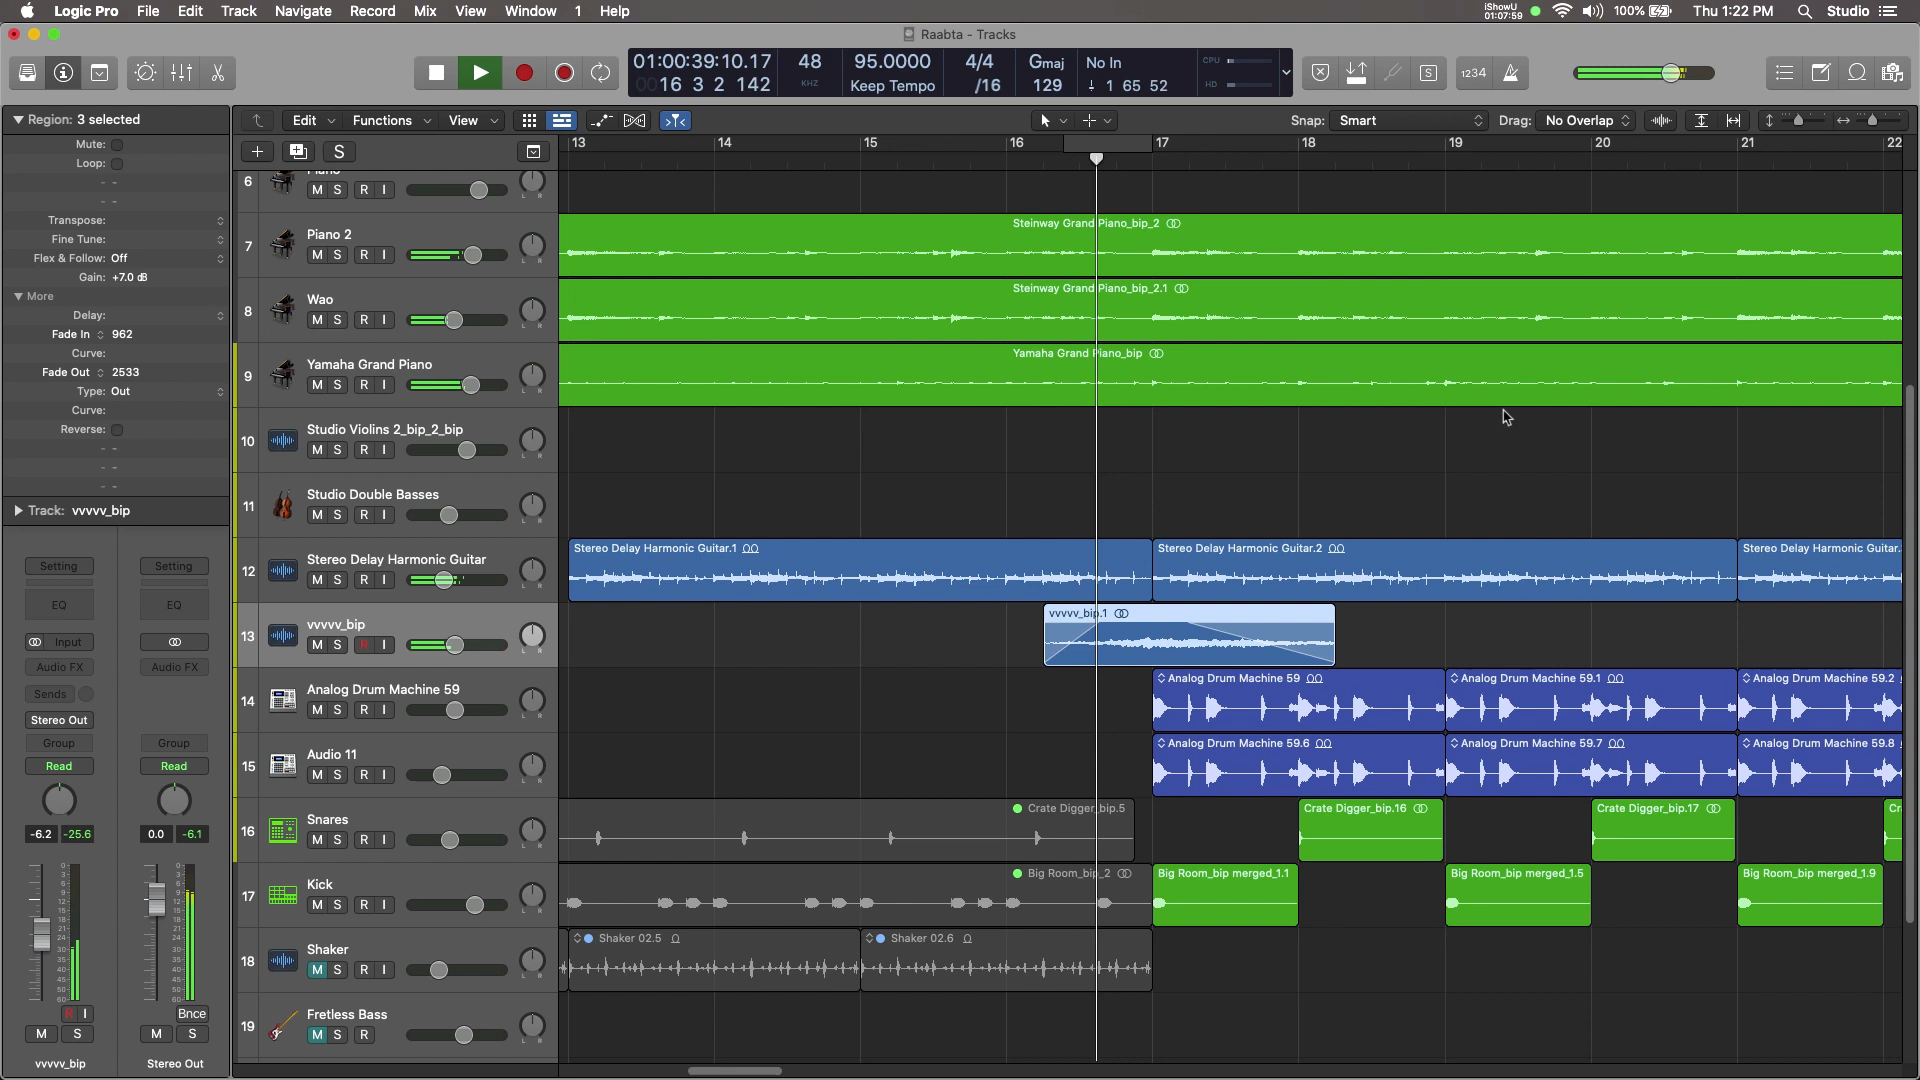 Logic Pro File Edit Track Navigate Record Mix View Window 1 Help
iShowU 01:07:59 100% Thu 1:22 PM Studio
Raabta - Tracks
01:00:39:10.17 48 95.0000 4/4 Gmaj No In CPU
0016 3 2 142 KHZ Keep Tempo /16 129 1 65 52 HD
S 1234
Region: 3 selected
Mute:
Loop:
Transpose:
Fine Tune:
Flex & Follow: Off
Gain: +7.0 dB
More
Delay:
Fade In 962
Curve:
Fade Out 2533
Type: Out
Curve:
Reverse:
Track: vvvvv_bip
Setting Setting
EQ EQ
Input
Audio FX Audio FX
Sends
Stereo Out
Group Group
Read Read
-6.2 -25.6 0.0 -6.1
R I Bnce
M S M S
vvvvv_bip Stereo Out
Edit Functions View
Snap: Smart Drag: No Overlap
S 13 14 15 16 17 18 19 20 21 22
6 Piano
M S R I L R
7 Piano 2
M S R I L R
Steinway Grand Piano_bip_2
8 Wao
M S R I L R
Steinway Grand Piano_bip_2.1
9 Yamaha Grand Piano
M S R I L R
Yamaha Grand Piano_bip
10 Studio Violins 2_bip_2_bip
M S R I L R
11 Studio Double Basses
M S R I L R
12 Stereo Delay Harmonic Guitar
M S R I L R
Stereo Delay Harmonic Guitar.1 Stereo Delay Harmonic Guitar.2 Stereo Delay Harmonic Guitar.
13 vvvvv_bip
M S R I L R
vvvvv_bip.1
14 Analog Drum Machine 59
M S R I L R
Analog Drum Machine 59 Analog Drum Machine 59.1 Analog Drum Machine 59.2
15 Audio 11
M S R I L R
Analog Drum Machine 59.6 Analog Drum Machine 59.7 Analog Drum Machine 59.8
16 Snares
M S R I L R
Crate Digger_bip.5 Crate Digger_bip.16 Crate Digger_bip.17 Cr
17 Kick
M S R I L R
Big Room_bip_2 Big Room_bip merged_1.1 Big Room_bip merged_1.5 Big Room_bip merged_1.9
18 Shaker
M S R I L R
Shaker 02.5 Shaker 02.6
19 Fretless Bass
M S R L R